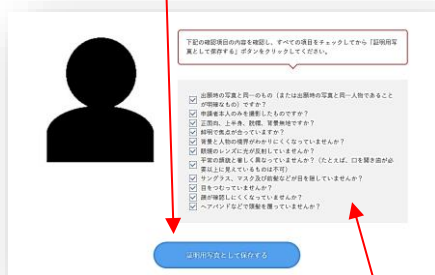 下記の確認項目の内容を確認し、すべての項目をチェックしてから「証明用写
真として保存する」ボタンをクリックしてください。
出願時の写真と同一のもの（または出願時の写真と同一人物であること
が明確なもの）ですか？
申請者本人のみを撮影したものですか？
正面向、上半身、脱帽、背景無地ですか？
鮮明で焦点が合っていますか？
背景と人物の境界がわかりにくくなっていませんか？
眼鏡のレンズに光が反射していませんか？
平常の顔貌と著しく異なっていませんか？（たとえば、口を開き歯が必
要以上に見えているものは不可）
サングラス、マスク及び前髪などが目を隠していませんか？
目をつむっていませんか？
顔が確認しにくくなっていませんか？
ヘアバンドなどで頭髪を覆っていませんか？
証明用写真として保存する